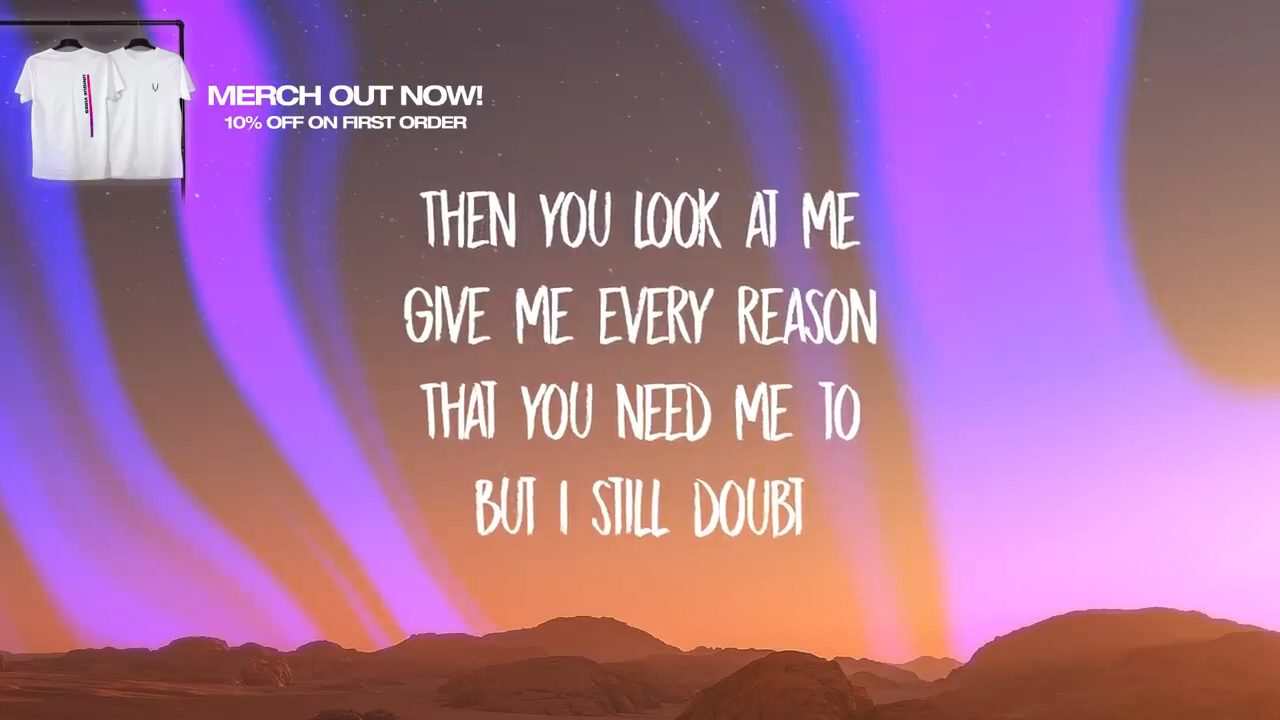 MERCH OUT NOW!
10% OFF ON FIRST ORDER
THEN YOU LOOK AT ME
GIVE ME EVERY REASON
THAT YOU NEED ME TO
BUT I STILL DOUBT